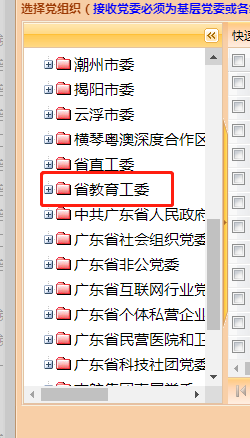 选择党组织（接收党委必须为基层党委或各
快速
潮州市委
揭阳市委
云浮市委
横琴粤澳深度合作区
省直工委
省教育工委
中共广东省人民政府
广东省社会组织党委
广东省非公党委
广东省互联网行业党
广东省个体私营企业
广东省民营医院和卫
广东省科技社团党委